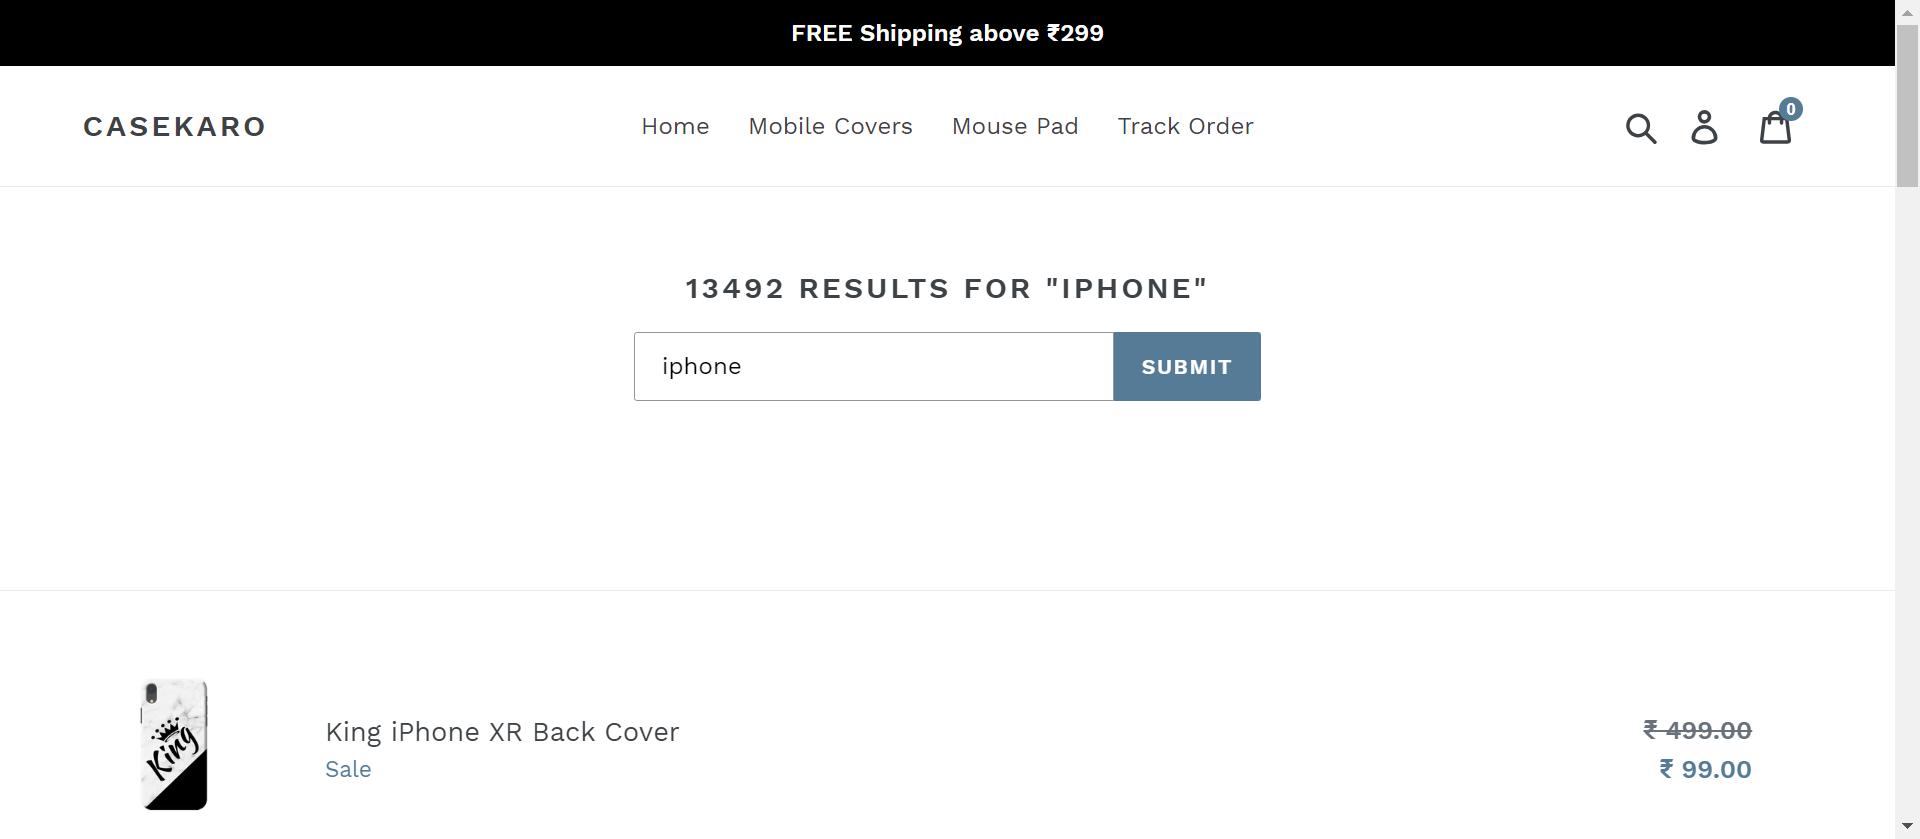 FREE Shipping above ₹299
CASEKARO
Home
Mobile Covers
Mouse Pad
Track Order
0
13492 RESULTS FOR "IPHONE"
iphone
SUBMIT
King
King iPhone XR Back Cover
Sale
₹ 499.00
₹ 99.00